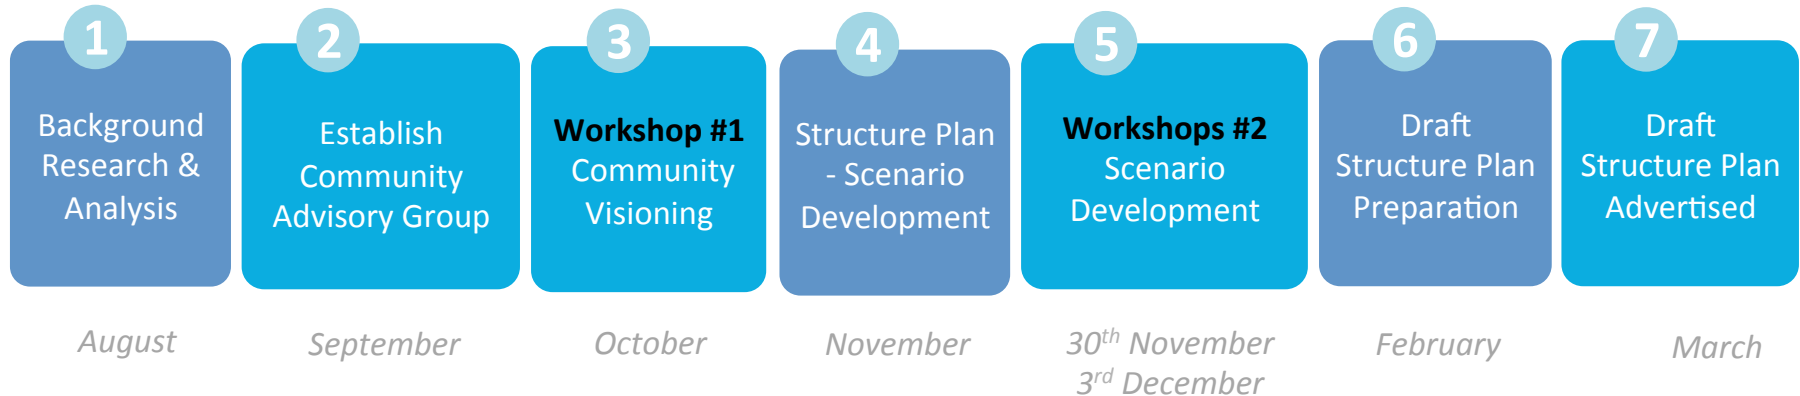 1
Background
Research &
Analysis
August
2
Establish
Community
Advisory Group
September
3
Workshop #1
Community
Visioning
October
4
Structure Plan
- Scenario
Development
November
5
Workshops #2
Scenario
Development
30th November
3rd December
6
Draft
Structure Plan
Preparation
February
7
Draft
Structure Plan
Advertised
March